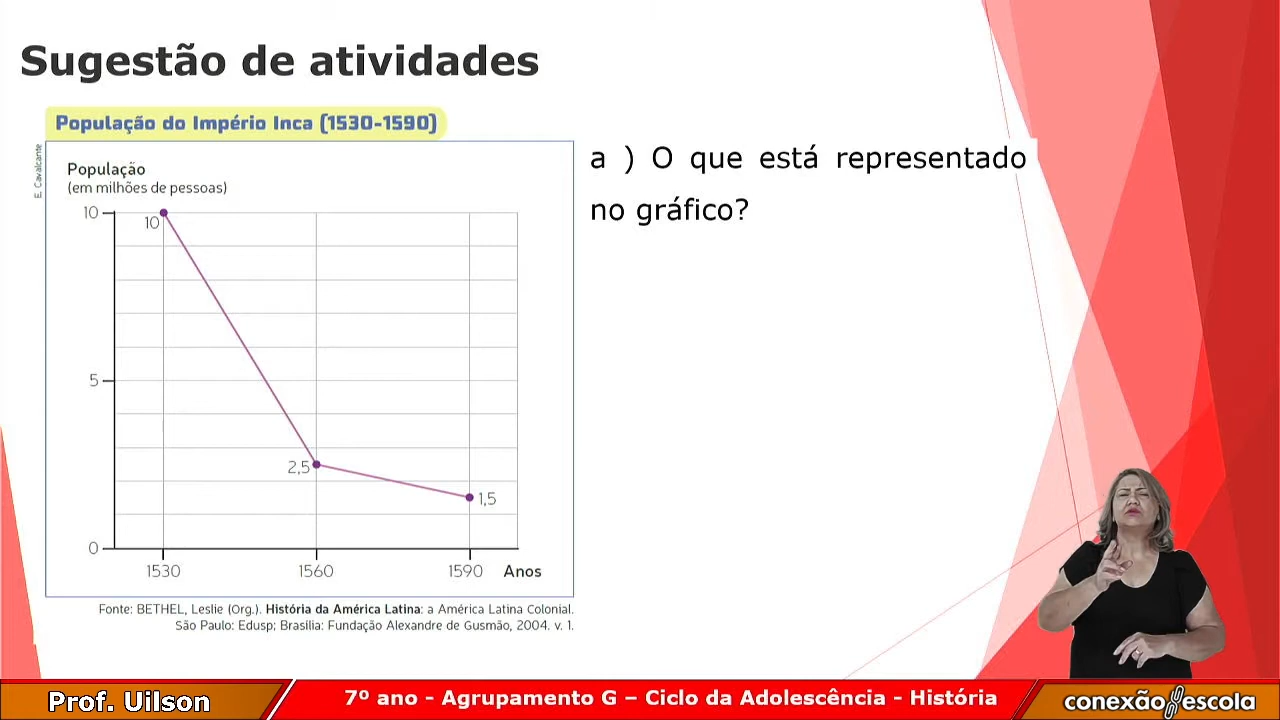 Sugestão de atividades
População do Império Inca (1530-1590)
E. Cavalcante
População
(em milhões de pessoas)
10
10
5
2,5
1,5
0
1530 1560 1590 Anos
Fonte: BETHEL, Leslie (Org.). História da América Latina: a América Latina Colonial.
São Paulo: Edusp; Brasília: Fundação Alexandre de Gusmão, 2004. v. 1.
a ) O que está representado
no gráfico?
Prof. Uilson
7º ano - Agrupamento G – Ciclo da Adolescência - História
conexão escola